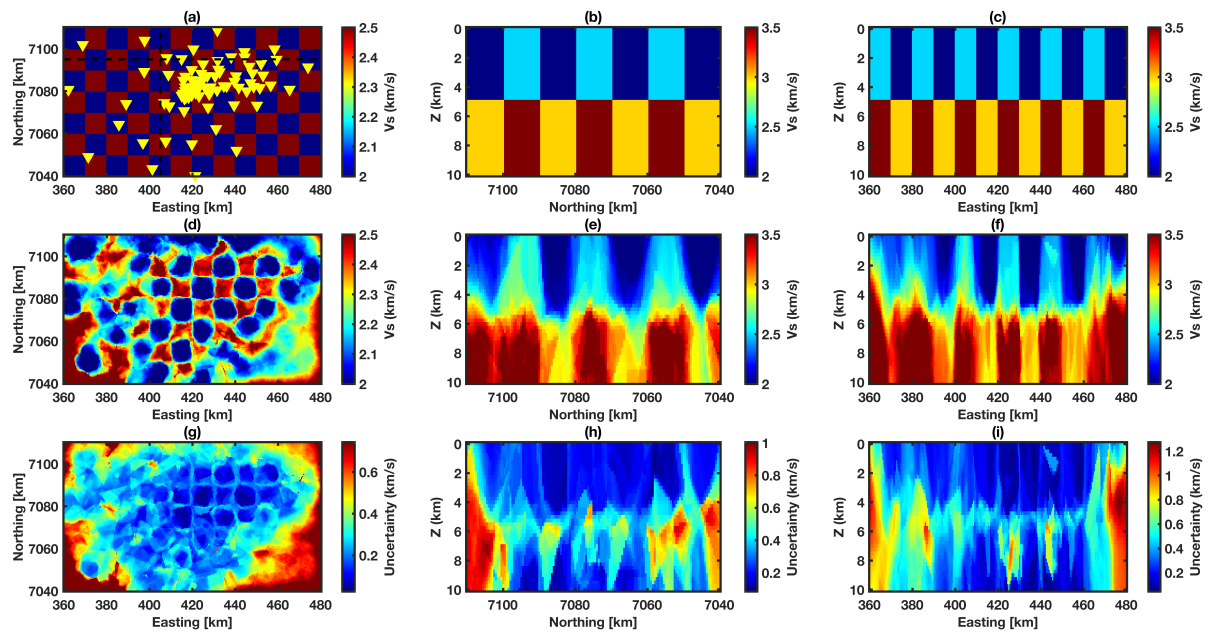 (a)
7100
7080
7060
7040
Northing [km]
360 380 400 420 440 460 480
Easting [km]
2.5
2.4
2.3
2.2
2.1
2
Vs (km/s)
(b)
0
2
4
6
8
10
Z (km)
7100 7080 7060 7040
Northing [km]
3.5
3
2.5
2
Vs (km/s)
(c)
0
2
4
6
8
10
Z (km)
360 380 400 420 440 460 480
Easting [km]
3.5
3
2.5
2
Vs (km/s)
(d)
7100
7080
7060
7040
Northing [km]
360 380 400 420 440 460 480
Easting [km]
2.5
2.4
2.3
2.2
2.1
2
Vs (km/s)
(e)
0
2
4
6
8
10
Z (km)
7100 7080 7060 7040
Northing [km]
3.5
3
2.5
2
Vs (km/s)
(f)
0
2
4
6
8
10
Z (km)
360 380 400 420 440 460 480
Easting [km]
3.5
3
2.5
2
Vs (km/s)
(g)
7100
7080
7060
7040
Northing [km]
360 380 400 420 440 460 480
Easting [km]
0.6
0.4
0.2
Uncertainty (km/s)
(h)
0
2
4
6
8
10
Z (km)
7100 7080 7060 7040
Northing [km]
1
0.8
0.6
0.4
0.2
Uncertainty (km/s)
(i)
0
2
4
6
8
10
Z (km)
360 380 400 420 440 460 480
Easting [km]
1.2
1
0.8
0.6
0.4
0.2
Uncertainty (km/s)